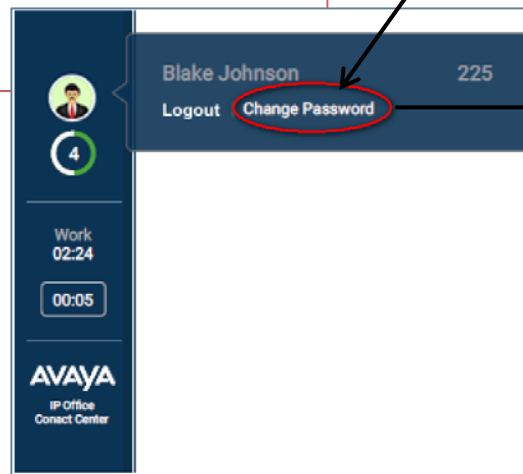 Blake Johnson 225
Logout Change Password
4
Work
02:24
00:05
AVAYA
IP Office
Conact Center